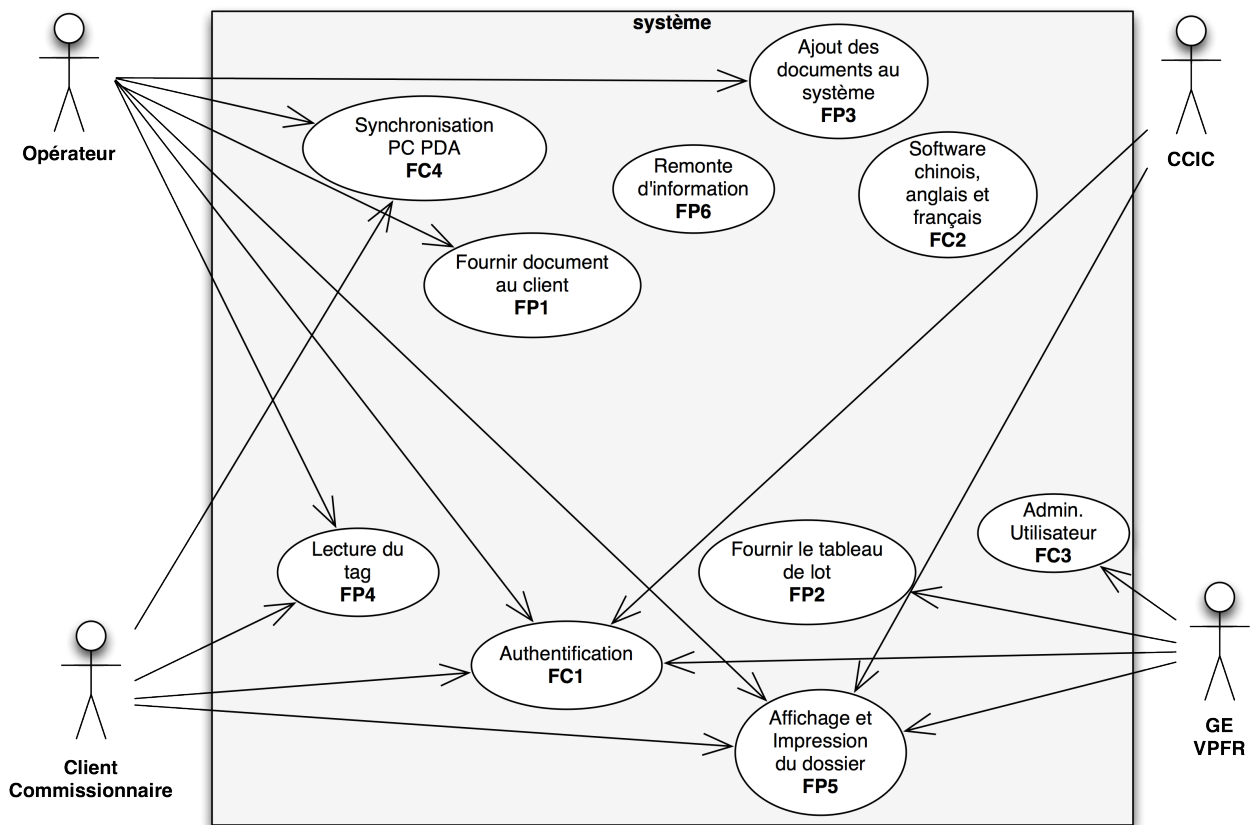 système
Ajout des
documents au
système
FP3
Opérateur
Synchronisation
PC PDA
FC4
CCIC
Remonte
d'information
FP6
Software
chinois,
anglais et
français
FC2
Fournir document
au client
FP1
Lecture du
tag
FP4
Fournir le tableau
de lot
FP2
Admin.
Utilisateur
FC3
Authentification
FC1
Affichage et
Impression
du dossier
FP5
Client
Commissionnaire
GE
VPFR